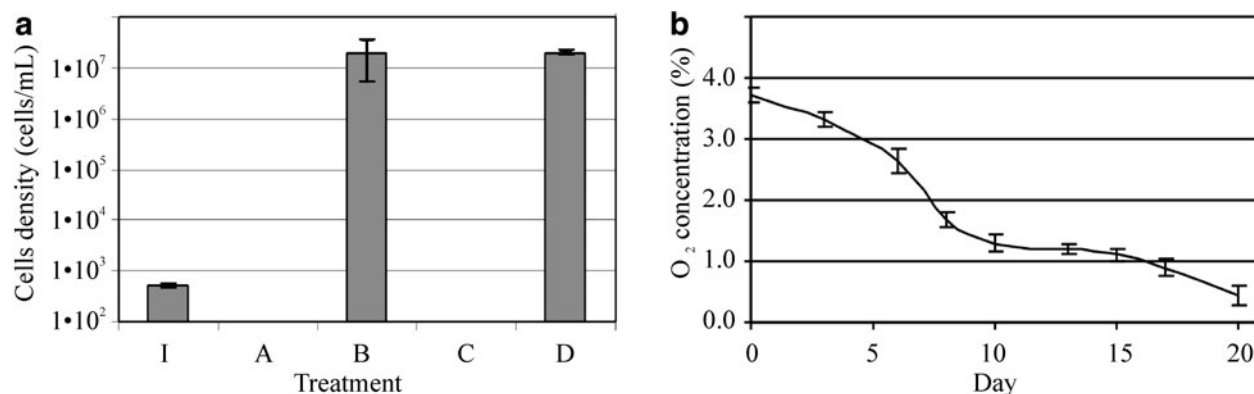 a
Cells density (cells/mL)
1•10⁷
1•10⁶
1•10⁵
1•10⁴
1•10³
1•10²
I A B C D
Treatment
b
O₂ concentration (%)
4.0
3.0
2.0
1.0
0.0
0 5 10 15 20
Day